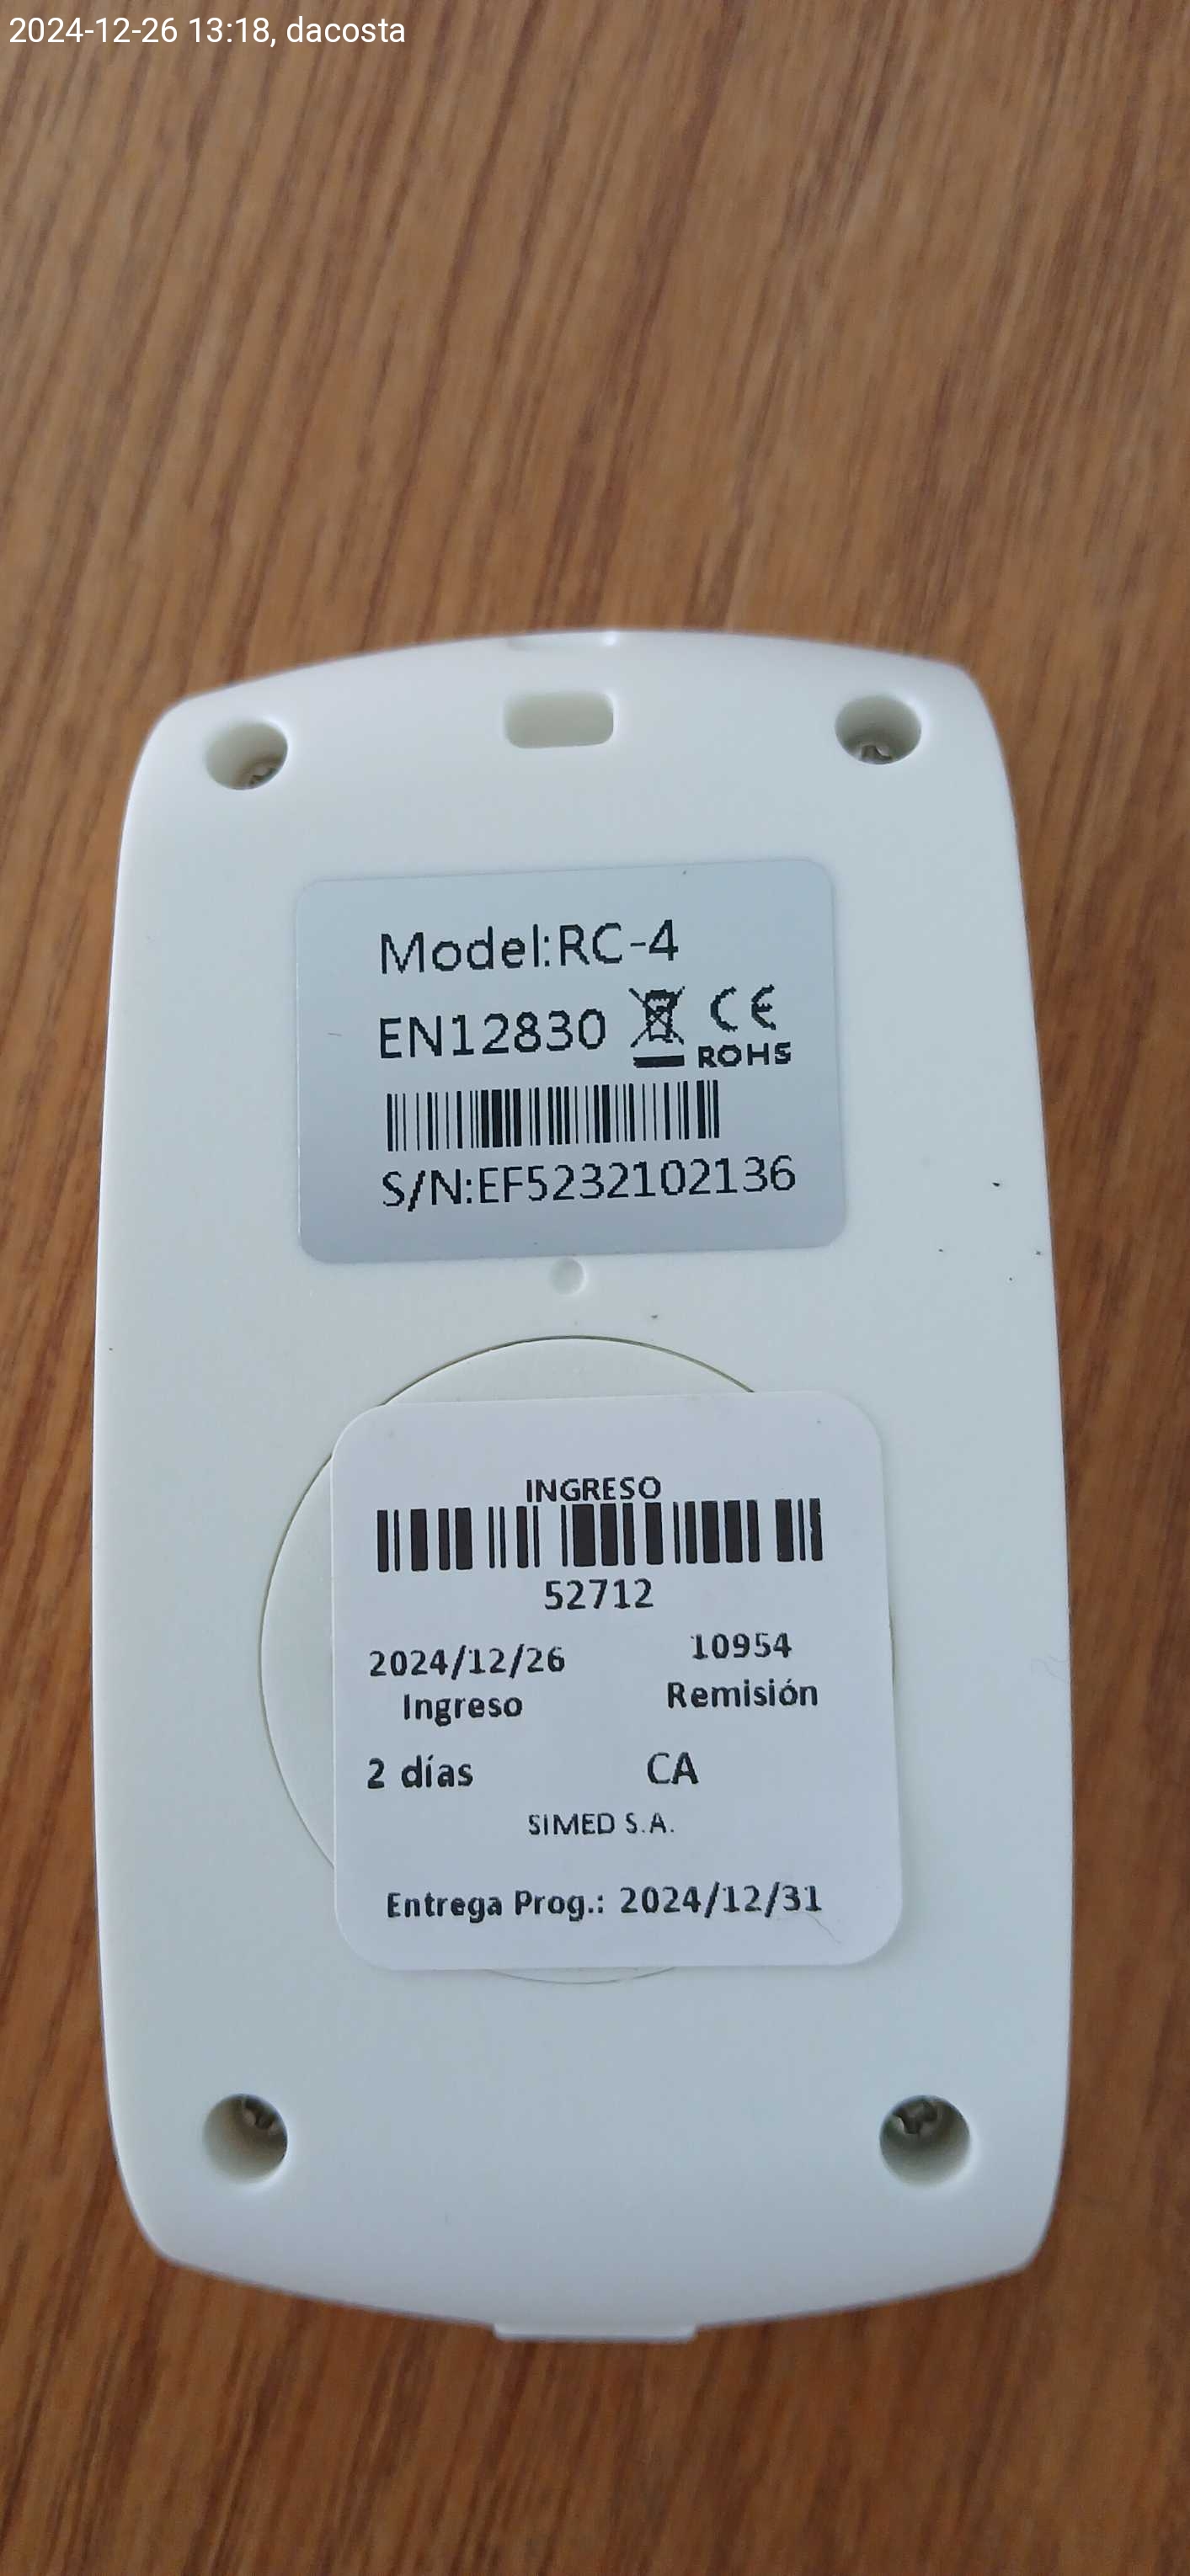 2024-12-26 13:18, dacosta
Model:RC-4
EN12830 CE
ROHS
S/N:EF5232102136
INGRESO
52712
2024/12/26 10954
Ingreso Remisión
2 días CA
SIMED S.A.
Entrega Prog.: 2024/12/31